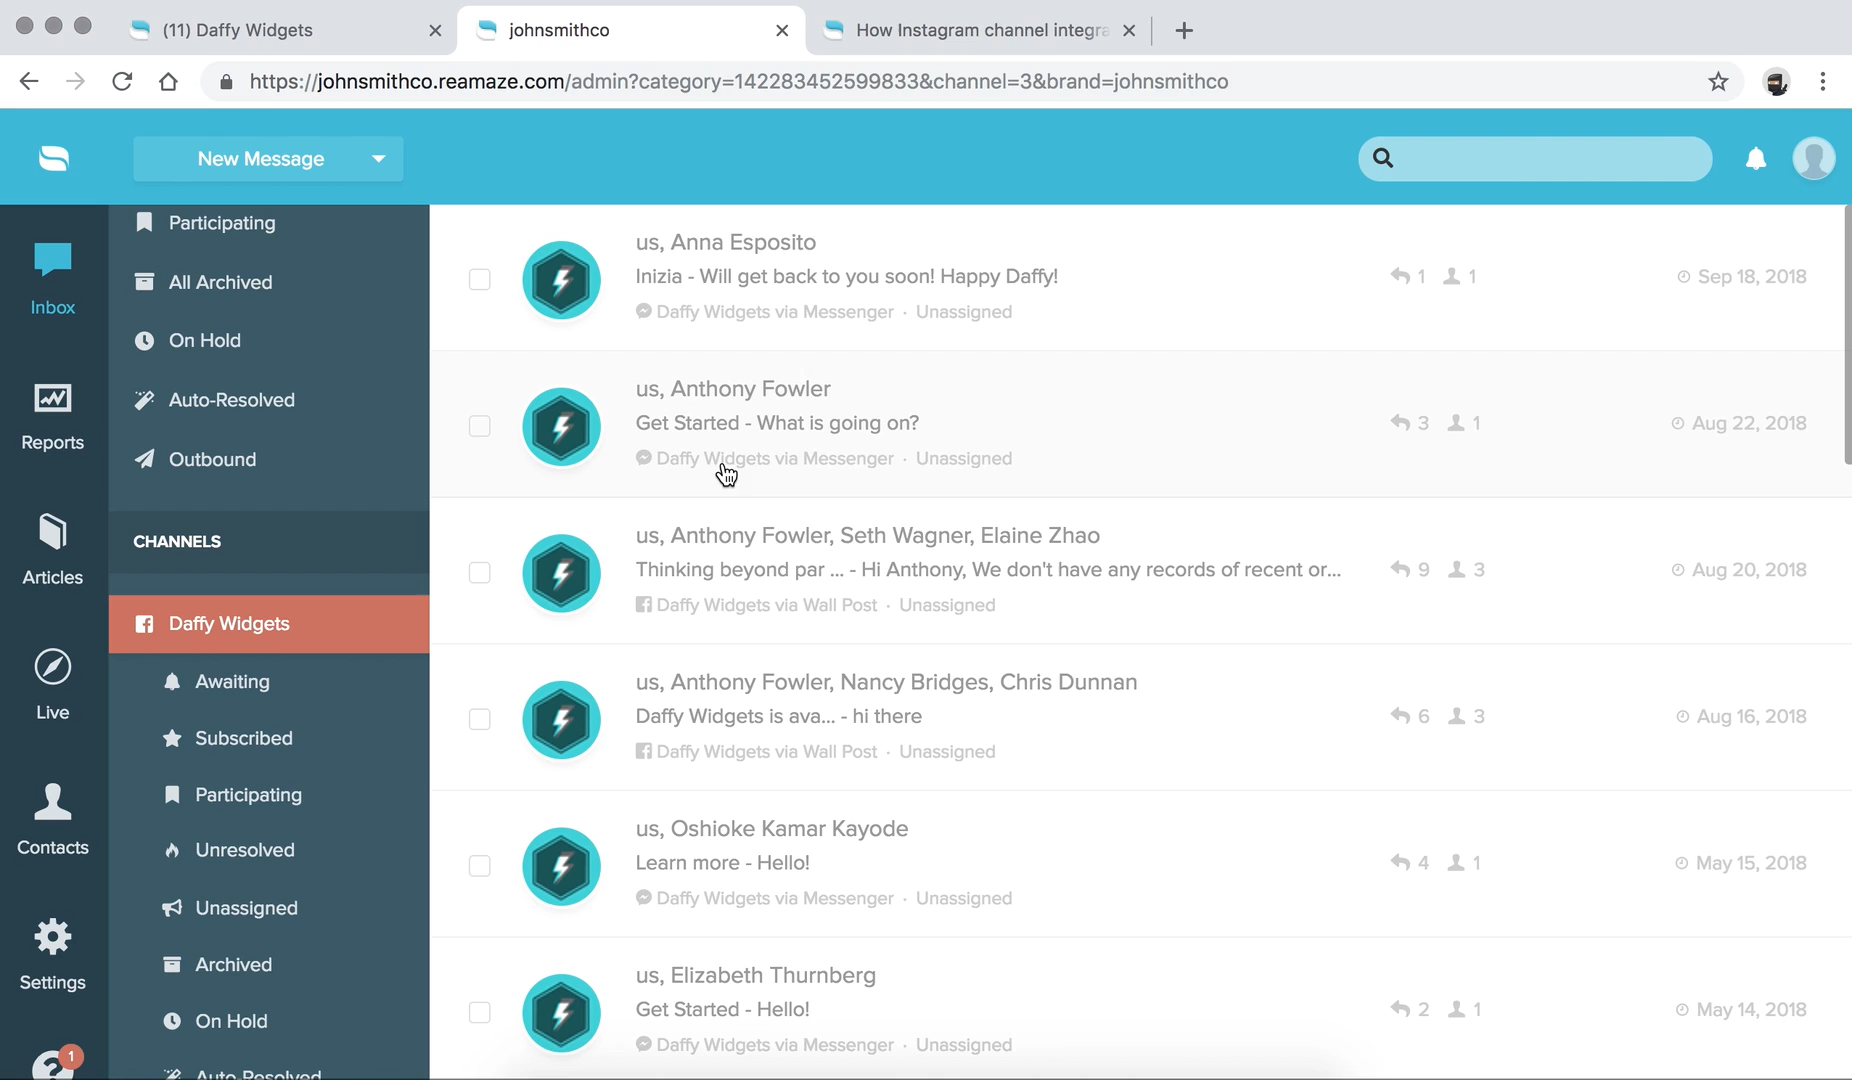 (11) Daffy Widgets
johnsmithco
How Instagram channel integra
https://johnsmithco.reamaze.com/admin?category=142283452599833&channel=3&brand=johnsmithco
New Message
Inbox
Reports
Articles
Live
Contacts
Settings
1
Participating
All Archived
On Hold
Auto-Resolved
Outbound
CHANNELS
Daffy Widgets
Awaiting
Subscribed
Participating
Unresolved
Unassigned
Archived
On Hold
Auto-Resolved
us, Anna Esposito
Inizia - Will get back to you soon! Happy Daffy!
1 1
Sep 18, 2018
Daffy Widgets via Messenger · Unassigned
us, Anthony Fowler
Get Started - What is going on?
3 1
Aug 22, 2018
Daffy Widgets via Messenger · Unassigned
us, Anthony Fowler, Seth Wagner, Elaine Zhao
Thinking beyond par ... - Hi Anthony, We don't have any records of recent or...
9 3
Aug 20, 2018
Daffy Widgets via Wall Post · Unassigned
us, Anthony Fowler, Nancy Bridges, Chris Dunnan
Daffy Widgets is ava... - hi there
6 3
Aug 16, 2018
Daffy Widgets via Wall Post · Unassigned
us, Oshioke Kamar Kayode
Learn more - Hello!
4 1
May 15, 2018
Daffy Widgets via Messenger · Unassigned
us, Elizabeth Thurnberg
Get Started - Hello!
2 1
May 14, 2018
Daffy Widgets via Messenger · Unassigned